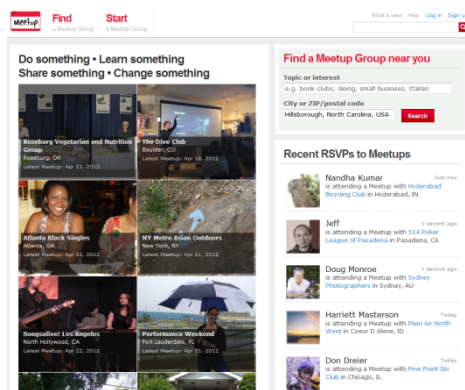 Meetup
Find
a Meetup Group
Start
a Meetup Group
What's new Help Log in Sign u
Do something • Learn something
Share something • Change something
Roseburg Vegetarian and Nutrition
Group
Roseburg, OR
Latest Meetup: Apr 21, 2012
The Dive Club
Boulder, CO
Latest Meetup: Apr 18, 2012
Atlanta Black Singles
Atlanta, GA
Latest Meetup: Apr 22, 2012
NY Metro Asian Outdoors
New York, NY
Latest Meetup: Apr 21, 2012
Songsalive! Los Angeles
North Hollywood, CA
Latest Meetup: Apr 22, 2012
Performance Weekend
Fort Lauderdale, FL
Latest Meetup: Apr 21, 2012
Find a Meetup Group near you
Topic or interest
e.g. book clubs, skiing, small business, Italian
City or ZIP/postal code
Hillsborough, North Carolina, USA
Search
Recent RSVPs to Meetups
Nandha Kumar Just now
is attending a Meetup with Hyderabad
Bicycling Club in Hyderabad, IN
Jeff 1 second ago
is attending a Meetup with 514 Poker
League of Pasadena in Pasadena, CA
Doug Monroe 1 second ago
is attending a Meetup with Sydney
Photographers in Sydney, AU
Harriett Masterson Today
is attending a Meetup with Plein Air North
West in Coeur D Alene, ID
Don Dreier Today
is attending a Meetup with Pine Point Ski
Club in Chicago, IL